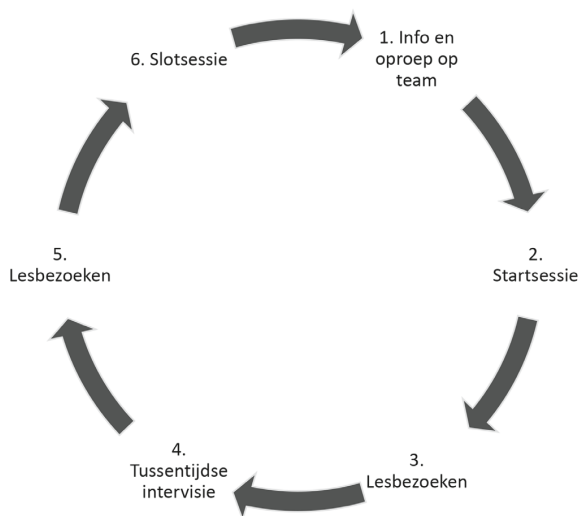 1. Info en
oproep op
team
2.
Startsessie
3.
Lesbezoeken
4.
Tussentijdse
intervisie
5.
Lesbezoeken
6. Slotsessie